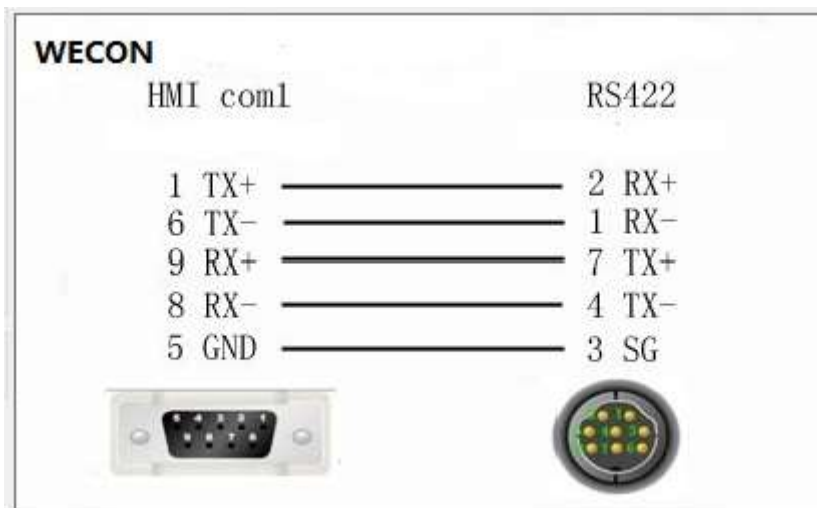 WECON
HMI com1 RS422
1 TX+ 2 RX+
6 TX- 1 RX-
9 RX+ 7 TX+
8 RX- 4 TX-
5 GND 3 SG